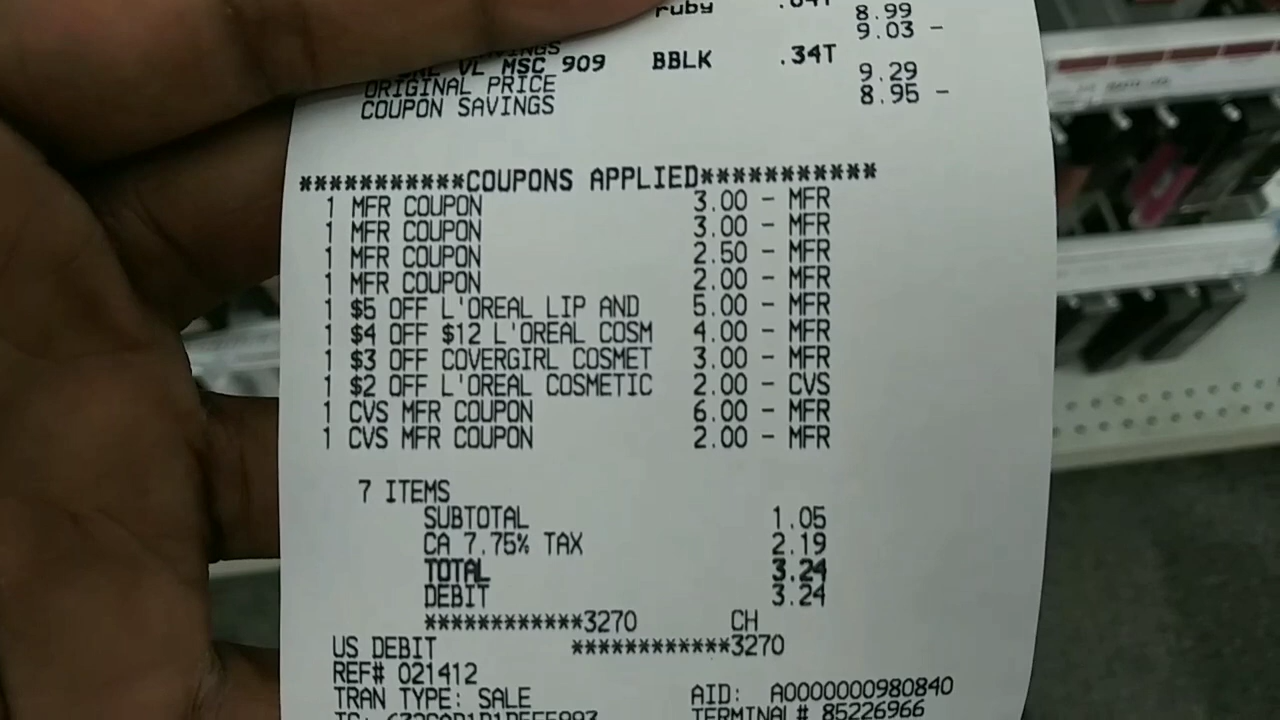 ruby 8.99
9.03 -
VL MSC 909 BBLK .34T
ORIGINAL PRICE 9.29
COUPON SAVINGS 8.95 -
***********COUPONS APPLIED***********
1 MFR COUPON 3.00 - MFR
1 MFR COUPON 3.00 - MFR
1 MFR COUPON 2.50 - MFR
1 MFR COUPON 2.00 - MFR
1 $5 OFF L'OREAL LIP AND 5.00 - MFR
1 $4 OFF $12 L'OREAL COSM 4.00 - MFR
1 $3 OFF COVERGIRL COSMET 3.00 - MFR
1 $2 OFF L'OREAL COSMETIC 2.00 - CVS
1 CVS MFR COUPON 6.00 - MFR
1 CVS MFR COUPON 2.00 - MFR
7 ITEMS
SUBTOTAL 1.05
CA 7.75% TAX 2.19
TOTAL 3.24
DEBIT 3.24
************3270 CH
US DEBIT ************3270
REF# 021412
TRAN TYPE: SALE AID: A0000000980840
TERMINAL# 85226966